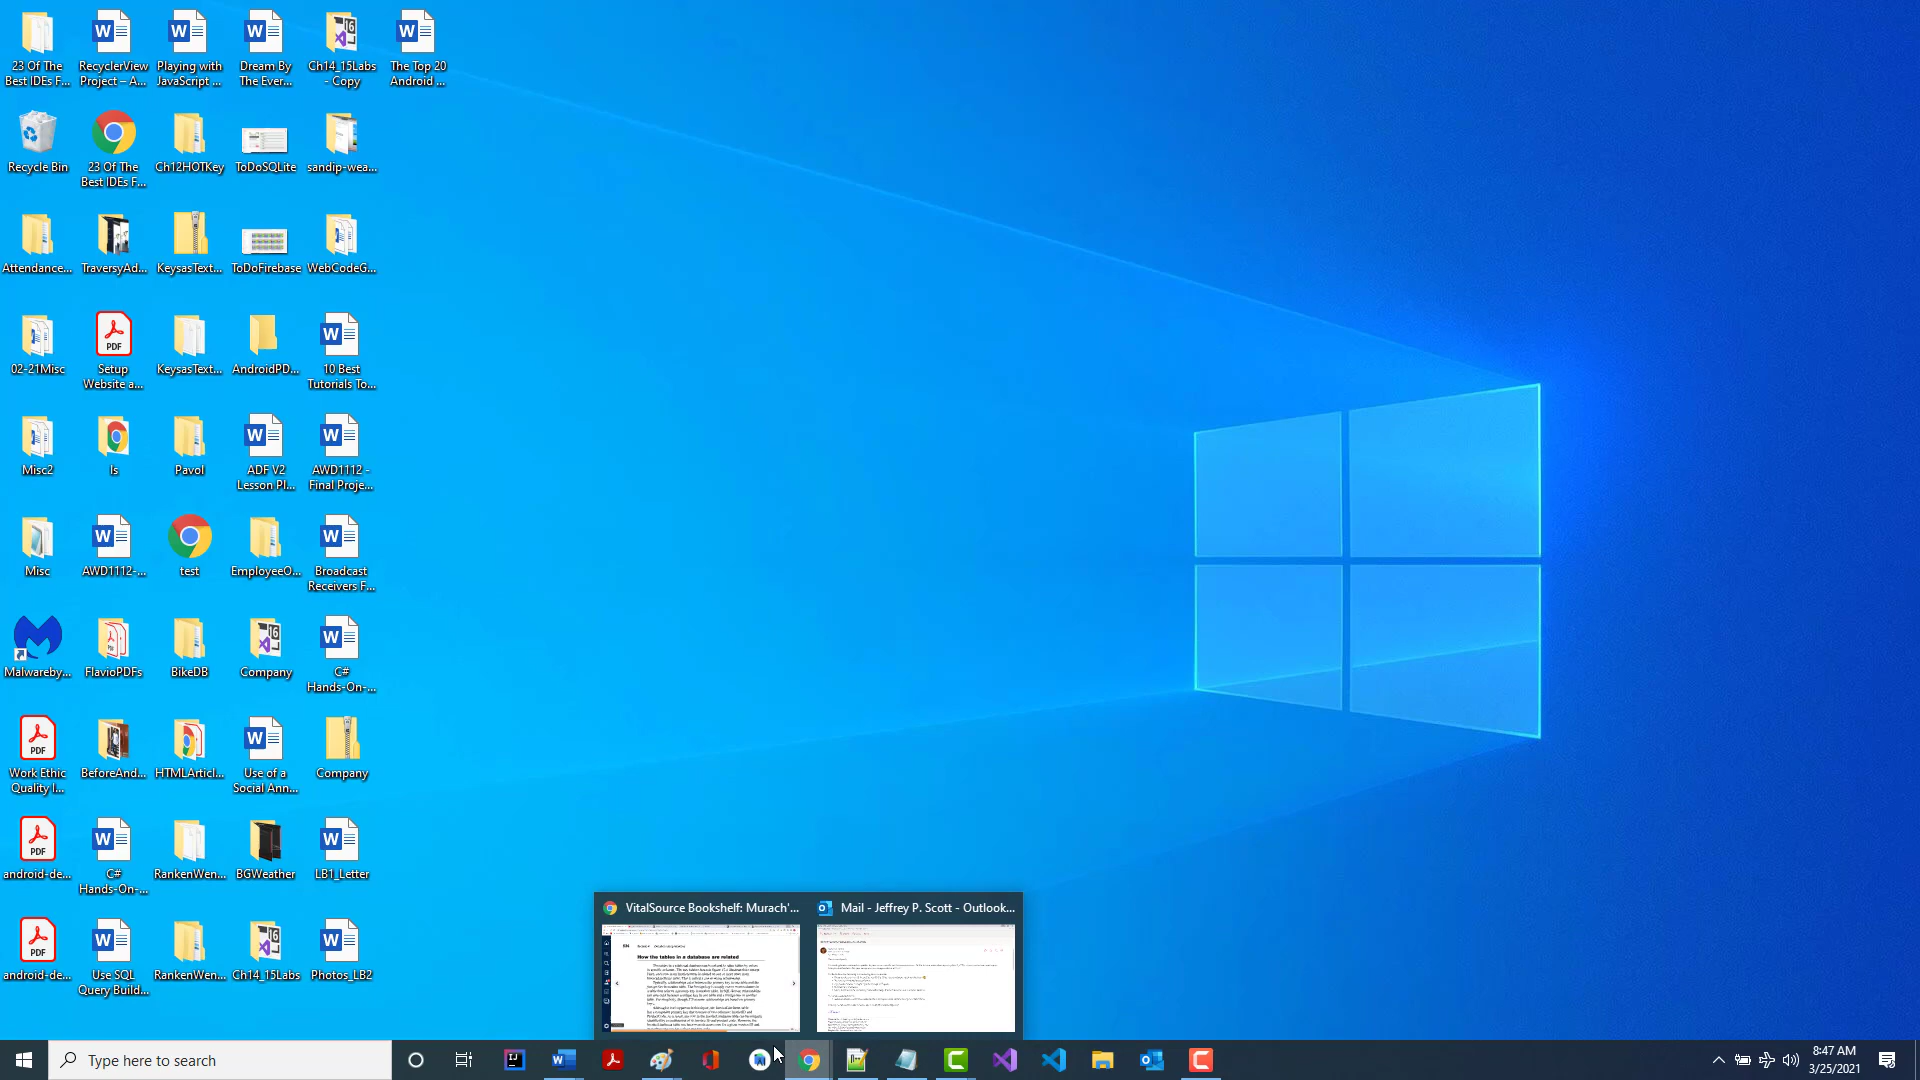 23 Of The
Best IDEs F...
RecyclerView
Project – A...
Playing with
JavaScript ...
Dream By
The Ever...
Ch14_15Labs
- Copy
The Top 20
Android ...
Recycle Bin
23 Of The
Best IDEs F...
Ch12HOTKey
ToDoSQLite
sandip-wea...
Attendance...
TraversyAd...
KeysasText...
ToDoFirebase
WebCodeG...
02-21Misc
PDF
Setup
Website a...
KeysasText...
AndroidPD...
10 Best
Tutorials To...
Misc2
ls
Pavol
ADF V2
Lesson Pl...
AWD1112 -
Final Proje...
Misc
AWD1112-...
test
EmployeeO...
Broadcast
Receivers F...
Malwareby...
FlavioPDFs
BikeDB
Company
C#
Hands-On-...
PDF
Work Ethic
Quality I...
BeforeAnd...
HTMLArticl...
Use of a
Social Ann...
Company
PDF
android-de...
C#
Hands-On-...
RankenWen...
BGWeather
LB1_Letter
PDF
android-de...
Use SQL
Query Build...
RankenWen...
Ch14_15Labs
Photos_LB2
VitalSource Bookshelf: Murach'...
Mail - Jeffrey P. Scott - Outlook...
How the tables in a database are related
Type here to search
8:47 AM
3/25/2021